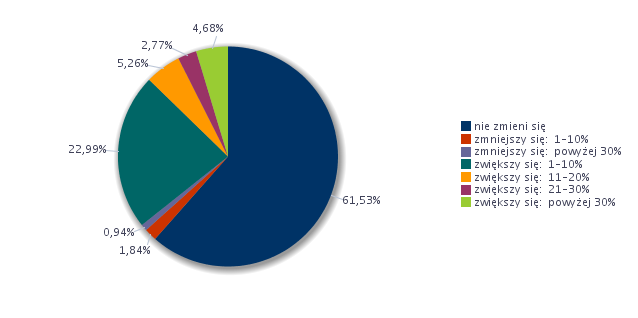 4,68%
2,77%
5,26%
22,99%
0,94%
1,84%
61,53%
nie zmieni się
zmniejszy się: 1-10%
zmniejszy się: powyżej 30%
zwiększy się: 1-10%
zwiększy się: 11-20%
zwiększy się: 21-30%
zwiększy się: powyżej 30%